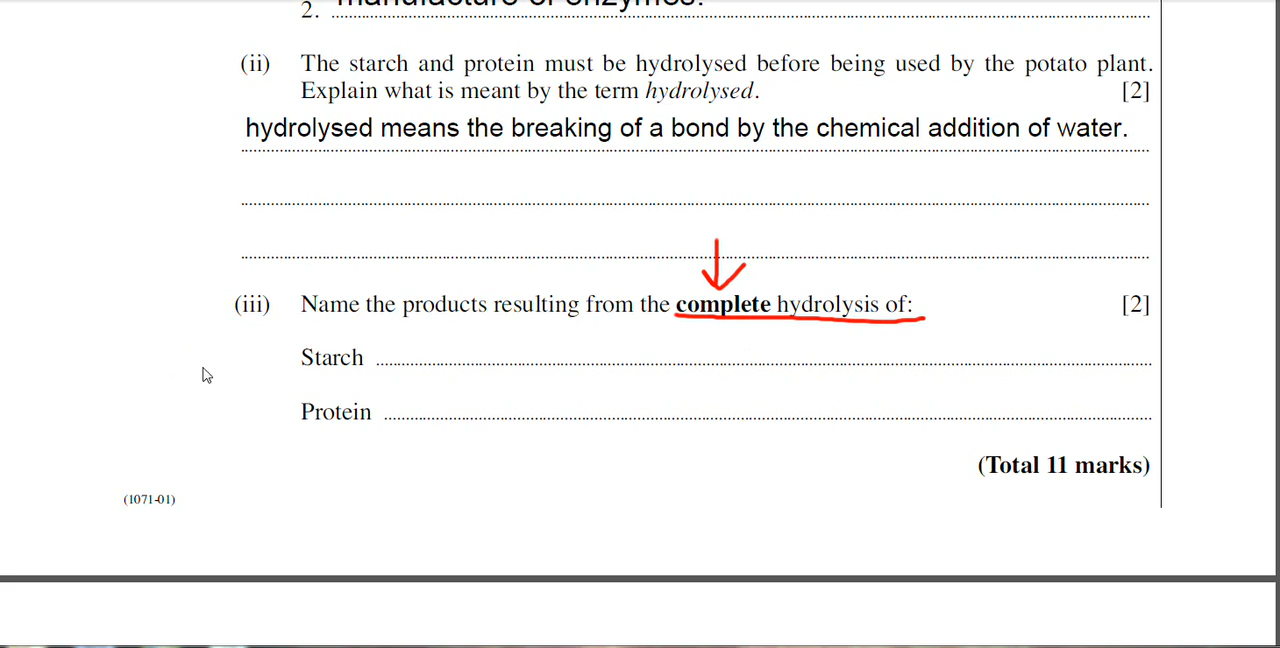 2. manufacture of enzymes.
(ii) The starch and protein must be hydrolysed before being used by the potato plant.
Explain what is meant by the term hydrolysed. [2]
hydrolysed means the breaking of a bond by the chemical addition of water.
(iii) Name the products resulting from the complete hydrolysis of: [2]
Starch
Protein
(Total 11 marks)
(1071-01)